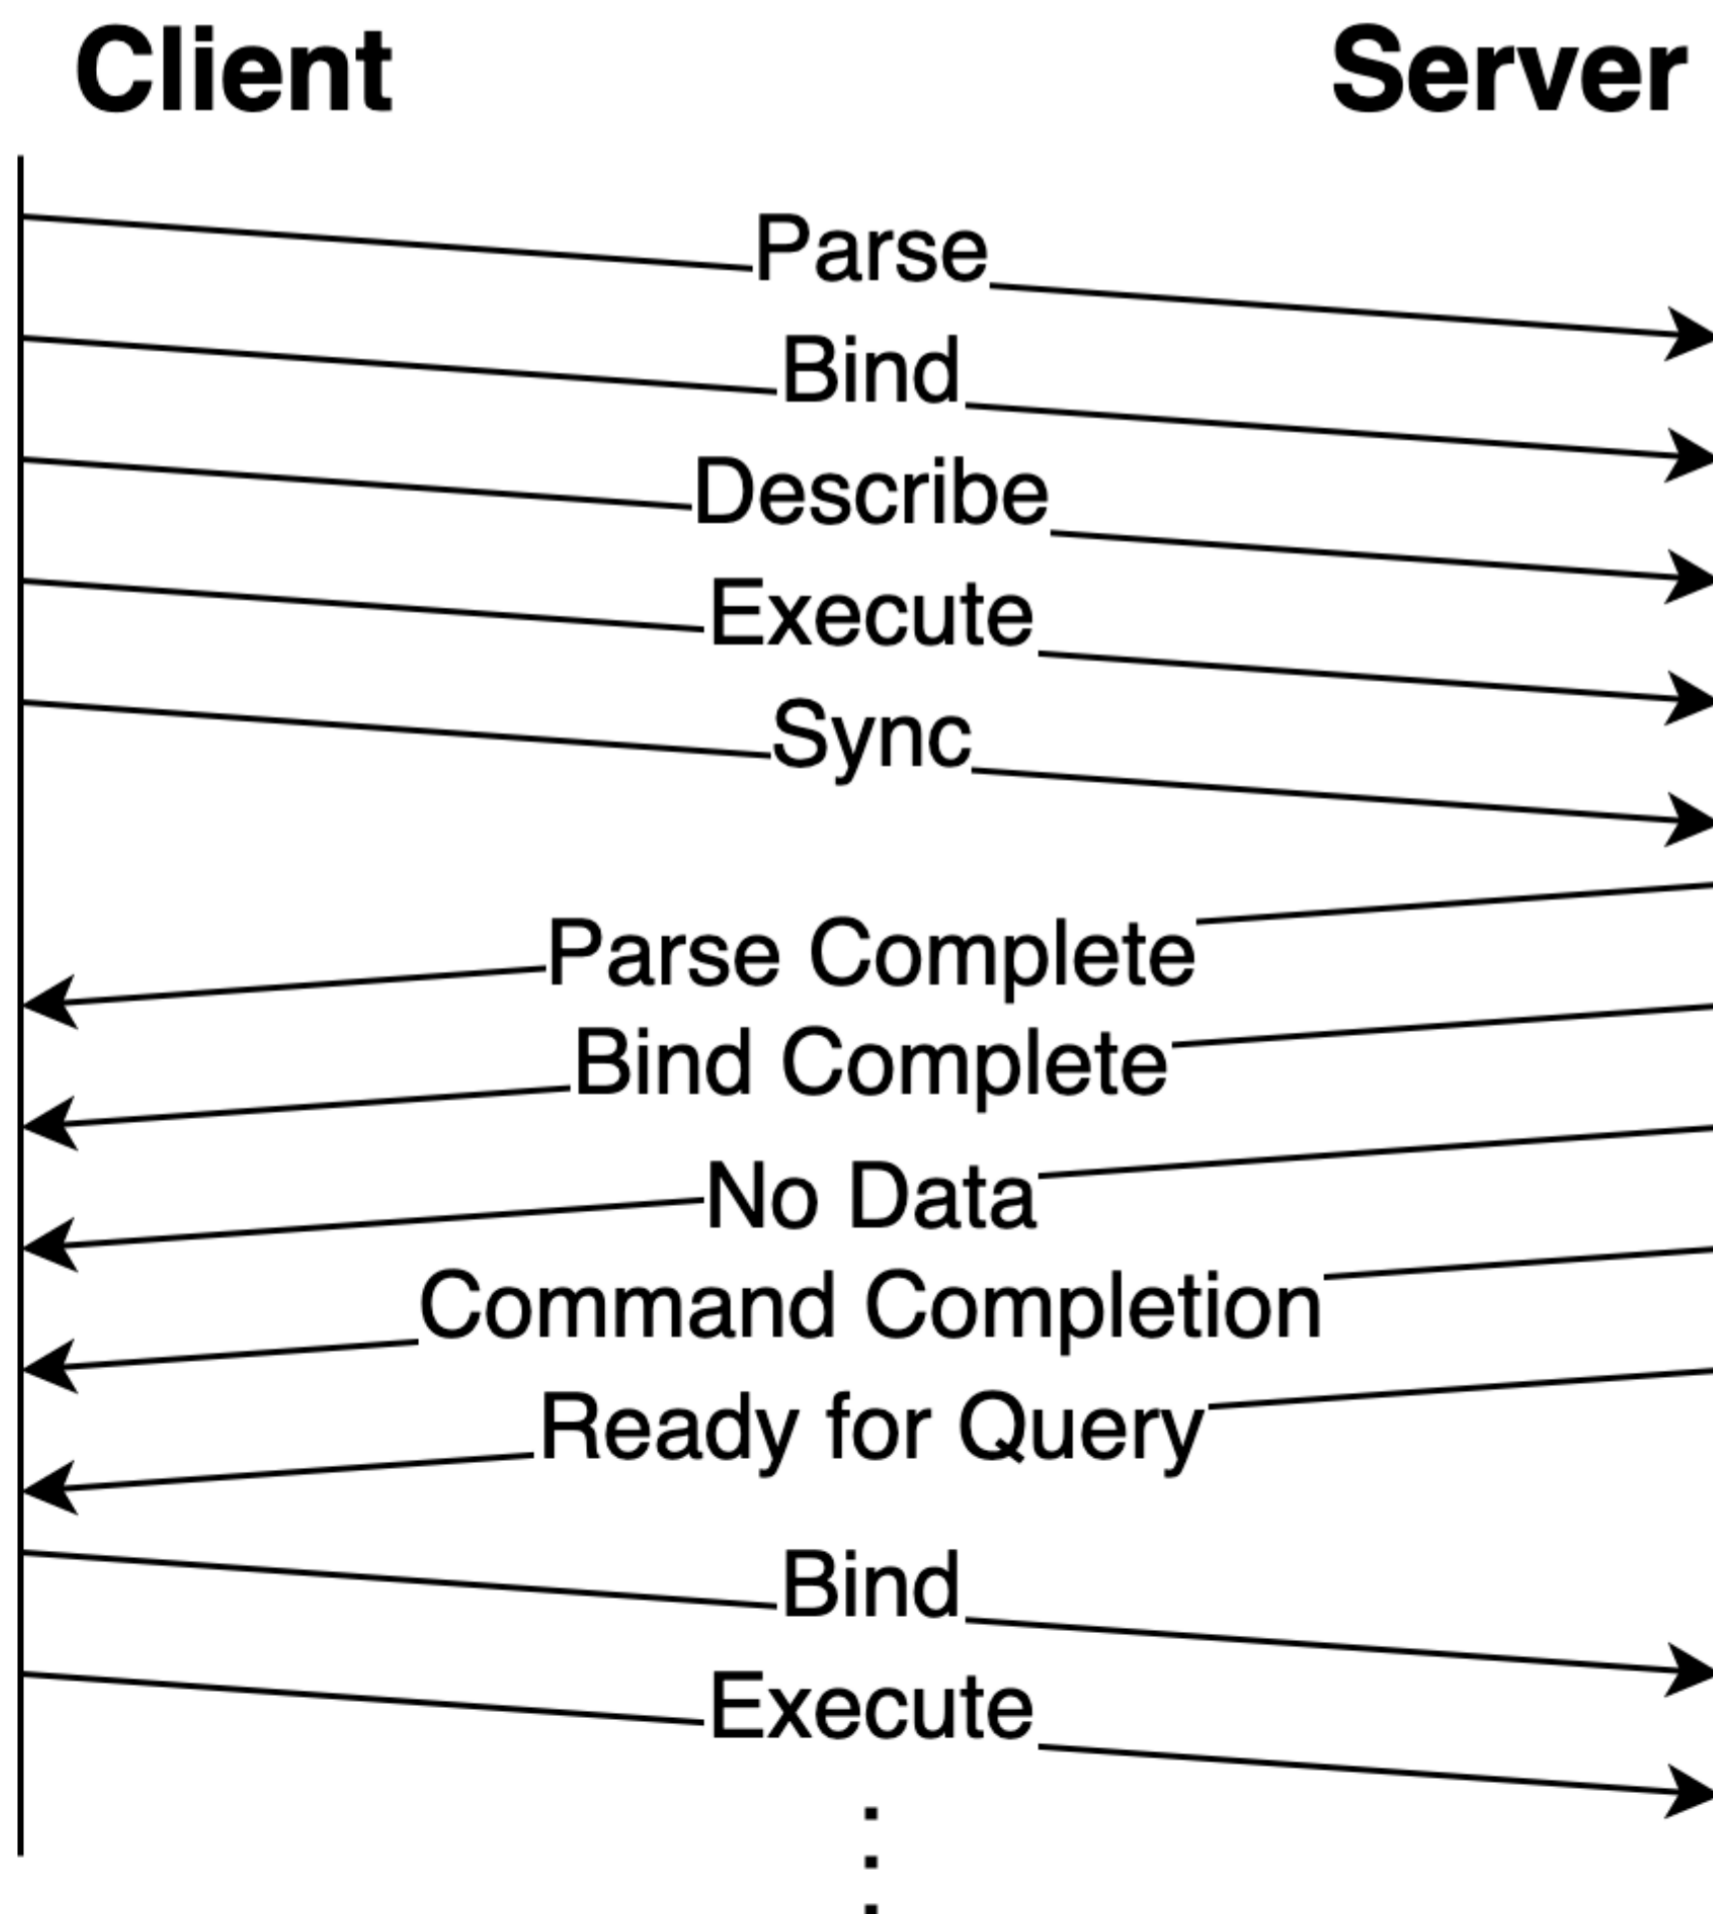 Client Server
Parse
Bind
Describe
Execute
Sync
Parse Complete
Bind Complete
No Data
Command Completion
Ready for Query
Bind
Execute